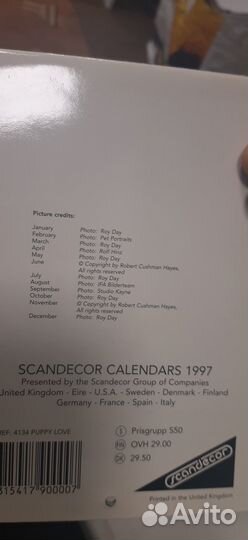 Picture credits:
January Photo: Roy Day
February Photo: Pet Portraits
March Photo: Roy Day
April Photo: Rolf Hinz
May Photo: Roy Day
June © Copyright by Robert Cushman Hayes,
All rights reserved
July Photo: Roy Day
August Photo: IFA Bilderteam
September Photo: Studio Kayne
October Photo: Roy Day
November © Copyright by Robert Cushman Hayes,
All rights reserved
December Photo: Roy Day
SCANDECOR CALENDARS 1997
Presented by the Scandecor Group of Companies
United Kingdom - Eire - U.S.A. - Sweden - Denmark - Finland
Germany - France - Spain - Italy
REF: 4134 PUPPY LOVE
S Prisgrupp S50
OVH 29.00
DK 29.50
scandecor
315417 900007
Printed in the United Kingdom
Avito